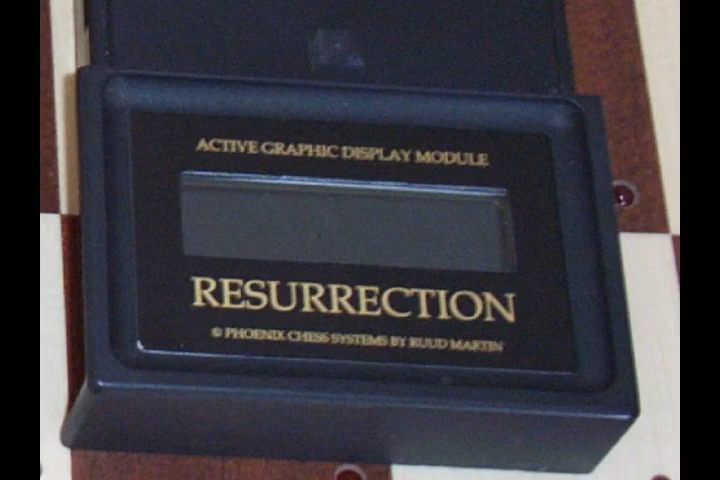 ACTIVE GRAPHIC DISPLAY MODULE
RESURRECTION
© PHOENIX CHESS SYSTEMS BY RUUD MARTIN